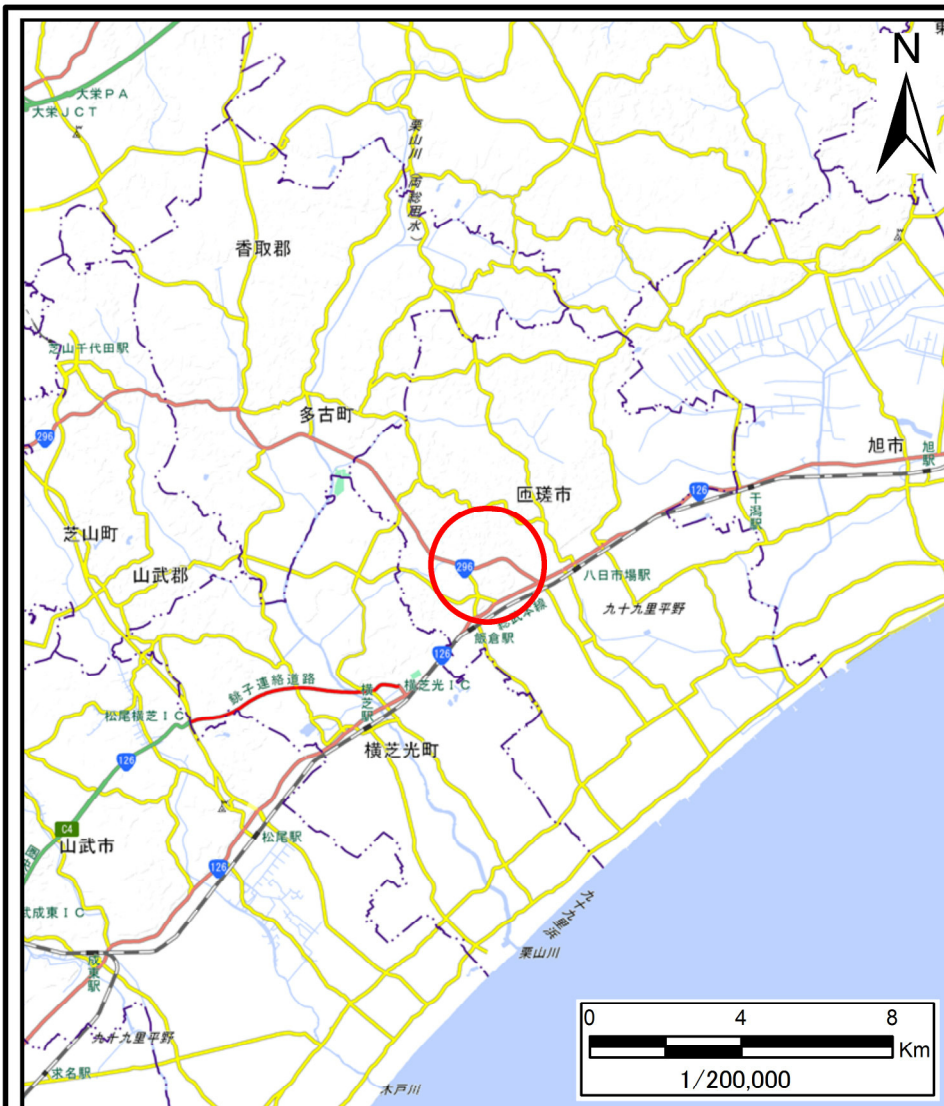 N
大栄PA
大栄JCT
栗山川(両総用水)
香取郡
芝山千代田駅
296
多古町
旭市
旭駅
匝瑳市
126
干潟駅
芝山町
山武郡
296
八日市場駅
総武本線
九十九里平野
飯倉駅
126
銚子連絡道路
横芝光IC
横芝駅
松尾横芝IC
横芝光町
126
C4
山武市
松尾駅
126
武成東IC
九十九里浜
栗山川
成東駅
九十九里平野
求名駅
木戸川
0 4 8
Km
1/200,000